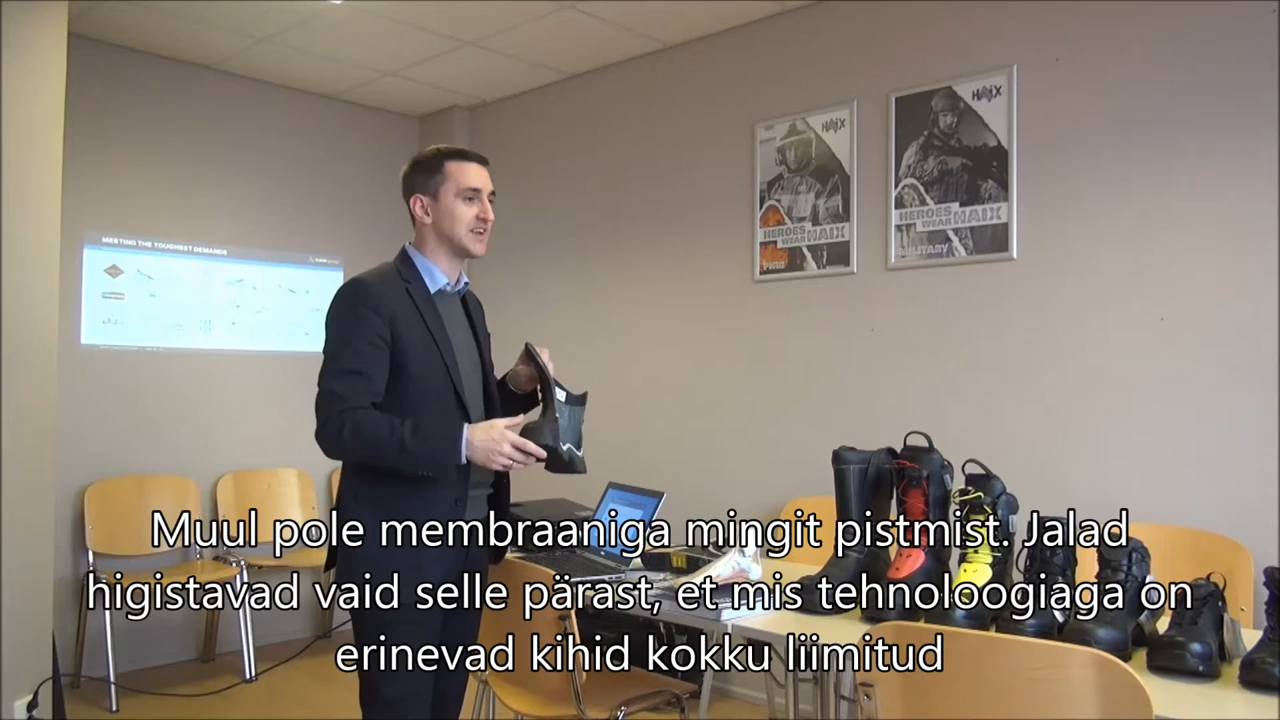 MEETING THE TOUGHEST DEMANDS
HAIX
HEROES
WEAR HAIX
FIRE
HAIX
HEROES
WEAR HAIX
MILITARY
Muul pole membraaniga mingit pistmist. Jalad
higistavad vaid selle pärast, et mis tehnoloogiaga on
erinevad kihid kokku liimitud